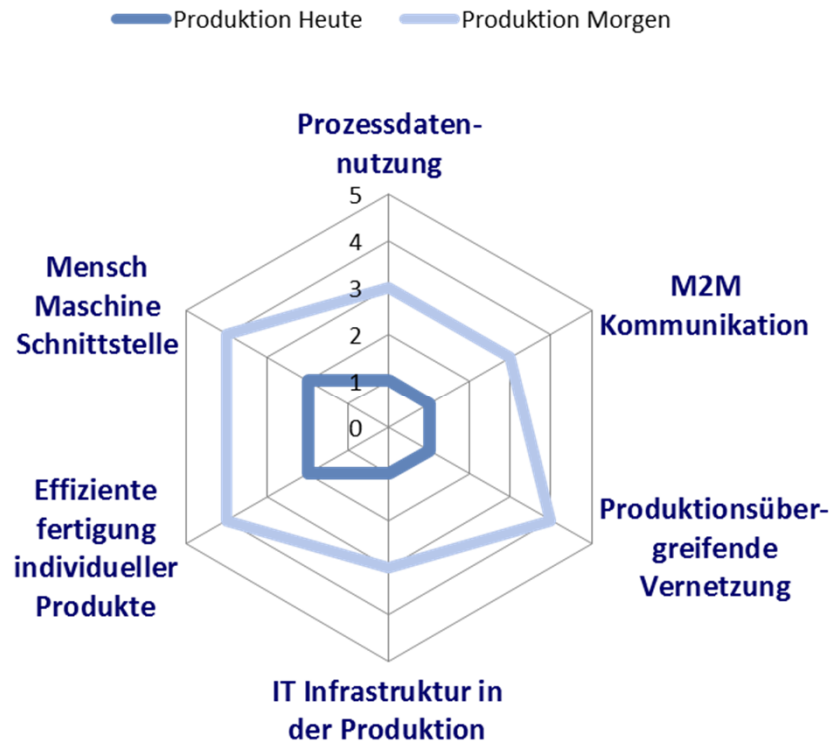 Produktion Heute
Produktion Morgen
Prozessdaten-
nutzung
5
4
3
2
1
0
Mensch
Maschine
Schnittstelle
M2M
Kommunikation
Effiziente
fertigung
individueller
Produkte
Produktionsüber-
greifende
Vernetzung
IT Infrastruktur in
der Produktion